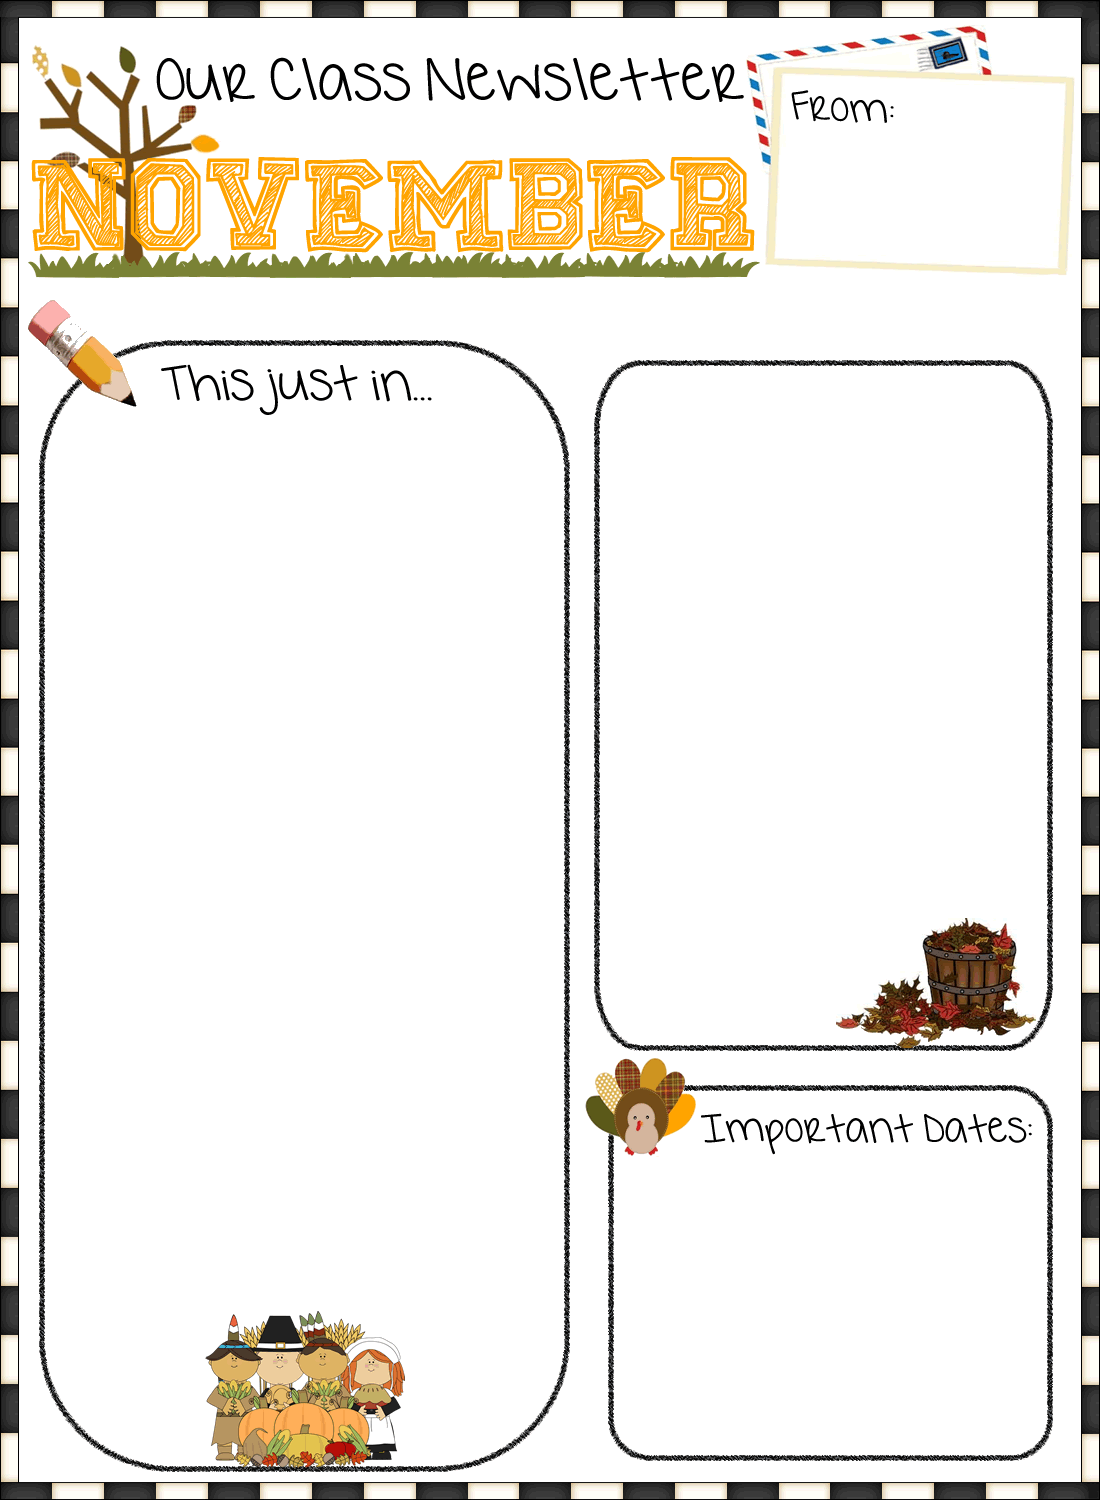 Our Class Newsletter
NOVEMBER
From:
This just in...
Important Dates: